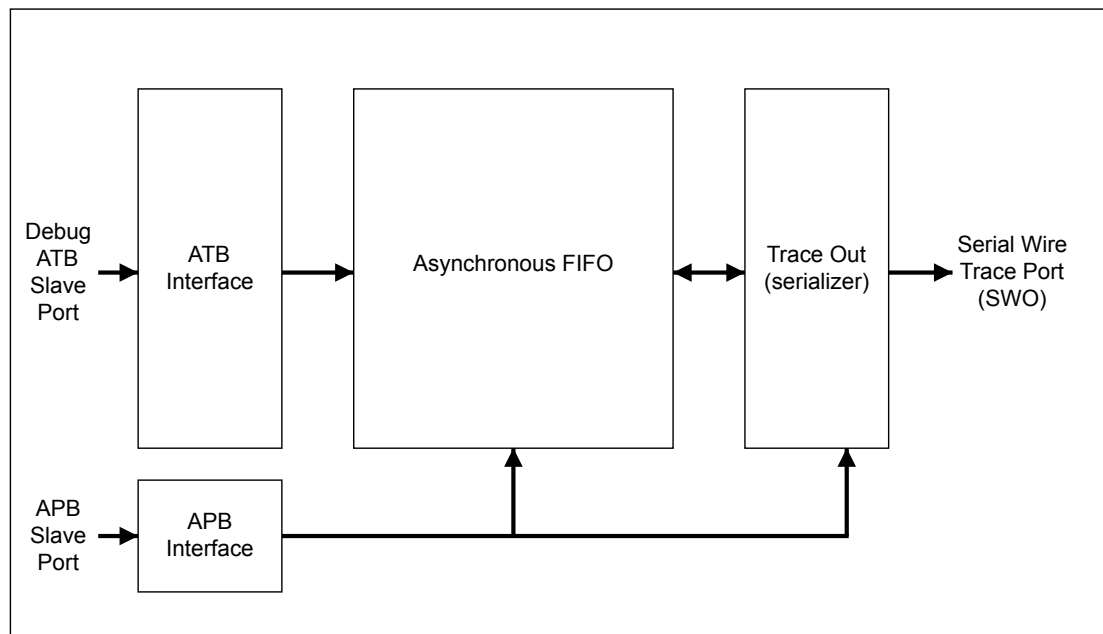 Debug
ATB
Slave
Port
ATB
Interface
Asynchronous FIFO
Trace Out
(serializer)
Serial Wire
Trace Port
(SWO)
APB
Slave
Port
APB
Interface